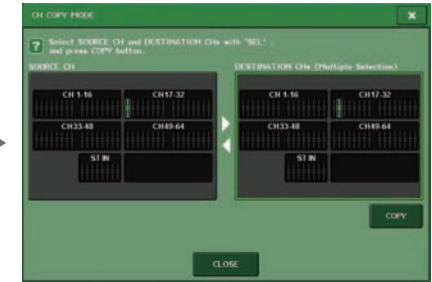 CH COPY MODE
Select SOURCE CH and DESTINATION CHs with "SEL",
and press COPY button.
SOURCE CH
DESTINATION CHs (Multiple Selection)
CH 1-16 CH17-32
CH33-48 CH49-64
ST IN
CH 1-16 CH17-32
CH33-48 CH49-64
ST IN
COPY
CLOSE